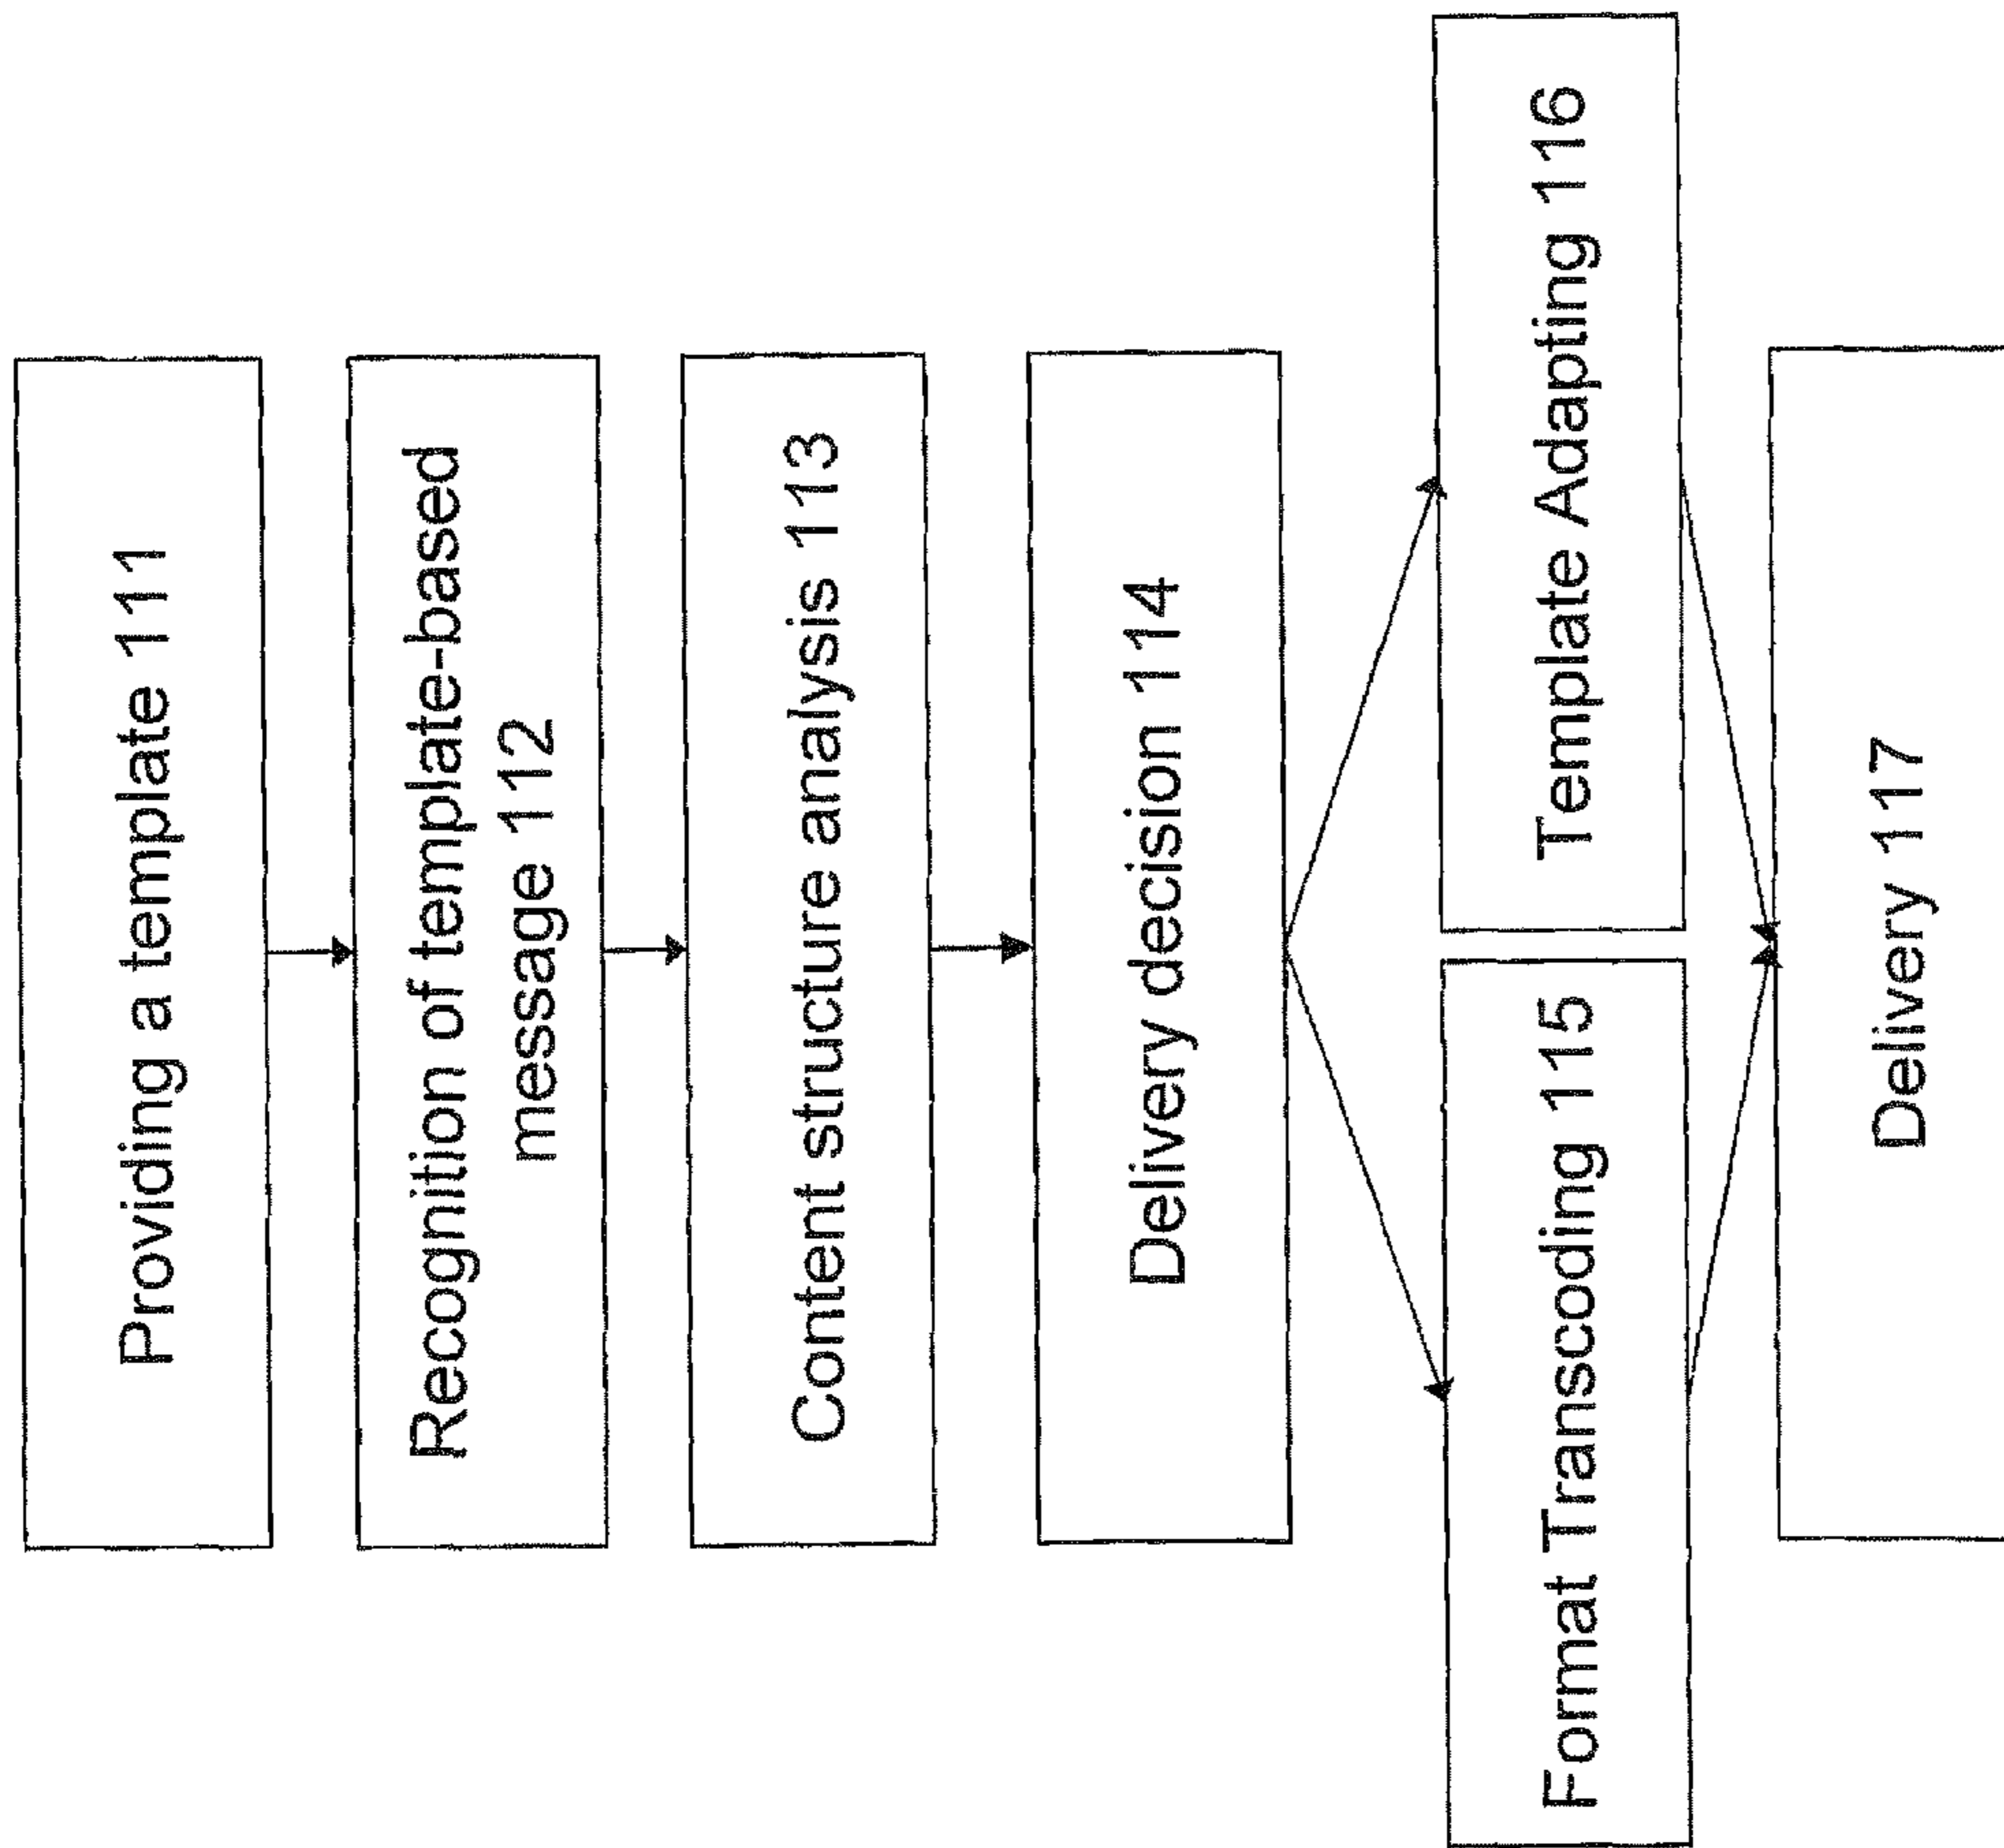 Providing a template 111
Recognition of template-based
message 112
Content structure analysis 113
Delivery decision 114
Format Transcoding 115
Template Adapting 116
Delivery 117